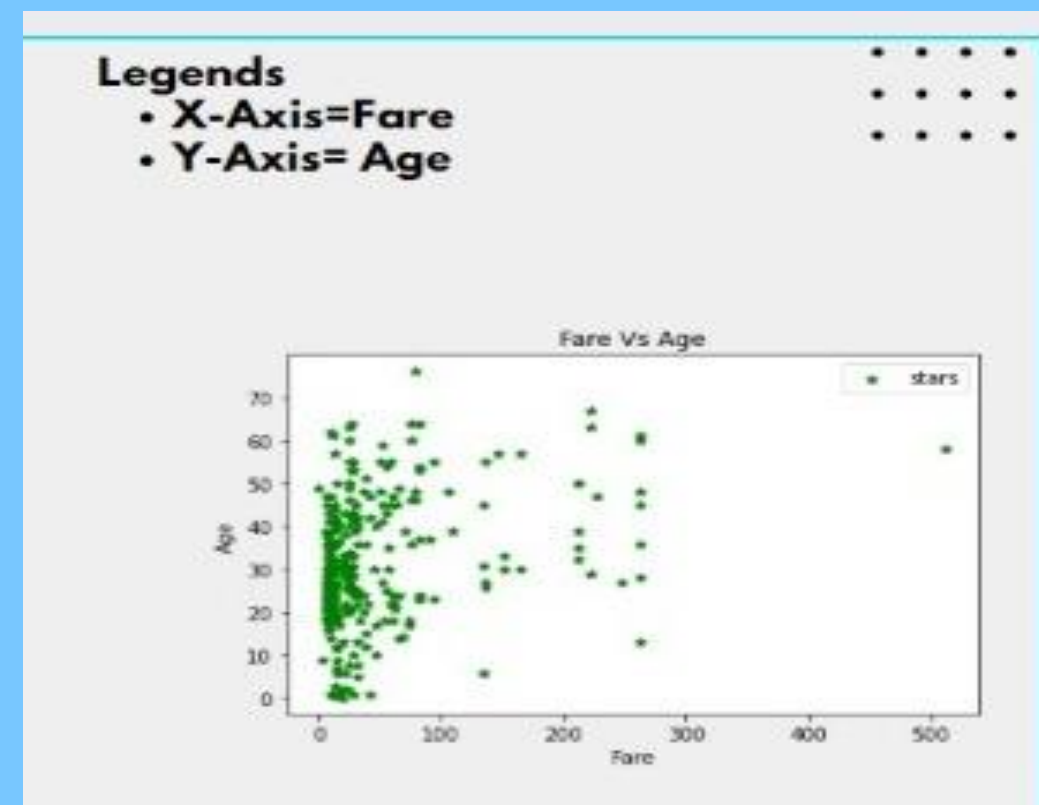 Legends
• X-Axis=Fare
• Y-Axis= Age
Fare Vs Age
stars
70
60
50
40
30
20
10
0
Age
0 100 200 300 400 500
Fare